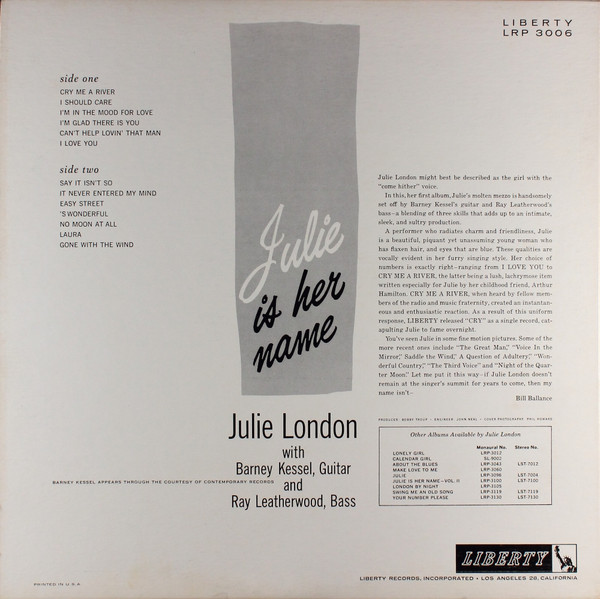 LIBERTY
LRP 3006
side one
CRY ME A RIVER
I SHOULD CARE
I'M IN THE MOOD FOR LOVE
I'M GLAD THERE IS YOU
CAN'T HELP LOVIN' THAT MAN
I LOVE YOU
side two
SAY IT ISN'T SO
IT NEVER ENTERED MY MIND
EASY STREET
'S WONDERFUL
NO MOON AT ALL
LAURA
GONE WITH THE WIND
Julie
is her
name
Julie London
with
Barney Kessel, Guitar
and
Ray Leatherwood, Bass
BARNEY KESSEL APPEARS THROUGH THE COURTESY OF CONTEMPORARY RECORDS
Julie London might best be described as the girl with the
"come hither" voice.
In this, her first album, Julie's molten mezzo is handsomely
set off by Barney Kessel's guitar and Ray Leatherwood's
bass—a blending of three skills that adds up to an intimate,
sleek, and sultry production.
A performer who radiates charm and friendliness, Julie
is a beautiful, piquant yet unassuming young woman who
has flaxen hair, and eyes that are blue. These qualities are
vocally evident in her furry singing style. Her choice of
numbers is exactly right—ranging from I LOVE YOU to
CRY ME A RIVER, the latter being a lush, lachrymose item
written especially for Julie by her childhood friend, Arthur
Hamilton. CRY ME A RIVER, when heard by fellow mem-
bers of the radio and music fraternity, created an instantan-
eous and enthusiastic reaction. As a result of this uniform
response, LIBERTY released "CRY" as a single record, cat-
apulting Julie to fame overnight.
You've seen Julie in some fine motion pictures. Some of the
more recent ones include "The Great Man," "Voice In the
Mirror," Saddle the Wind," A Question of Adultery," "Won-
derful Country," "The Third Voice" and "Night of the Quar-
ter Moon." Let me put it this way—if Julie London doesn't
remain at the singer's summit for years to come, then my
name isn't—
Bill Ballance
PRODUCER · BOBBY TROUP · ENGINEER · JOHN NEAL · COVER PHOTOGRAPHY · PHIL HOWARD
Other Albums Available by Julie London
Monaural No. Stereo No.
LONELY GIRL LRP-3012
CALENDAR GIRL SL 9002
ABOUT THE BLUES LRP-3043 LST-7012
MAKE LOVE TO ME LRP-3060
JULIE LRP-3096 LST-7004
JULIE IS HER NAME—VOL. II LRP-3100 LST-7100
LONDON BY NIGHT LRP-3105
SWING ME AN OLD SONG LRP-3119 LST-7119
YOUR NUMBER PLEASE LRP-3130 LST-7130
LIBERTY
LIBERTY RECORDS, INCORPORATED • LOS ANGELES 28, CALIFORNIA
PRINTED IN U.S.A.